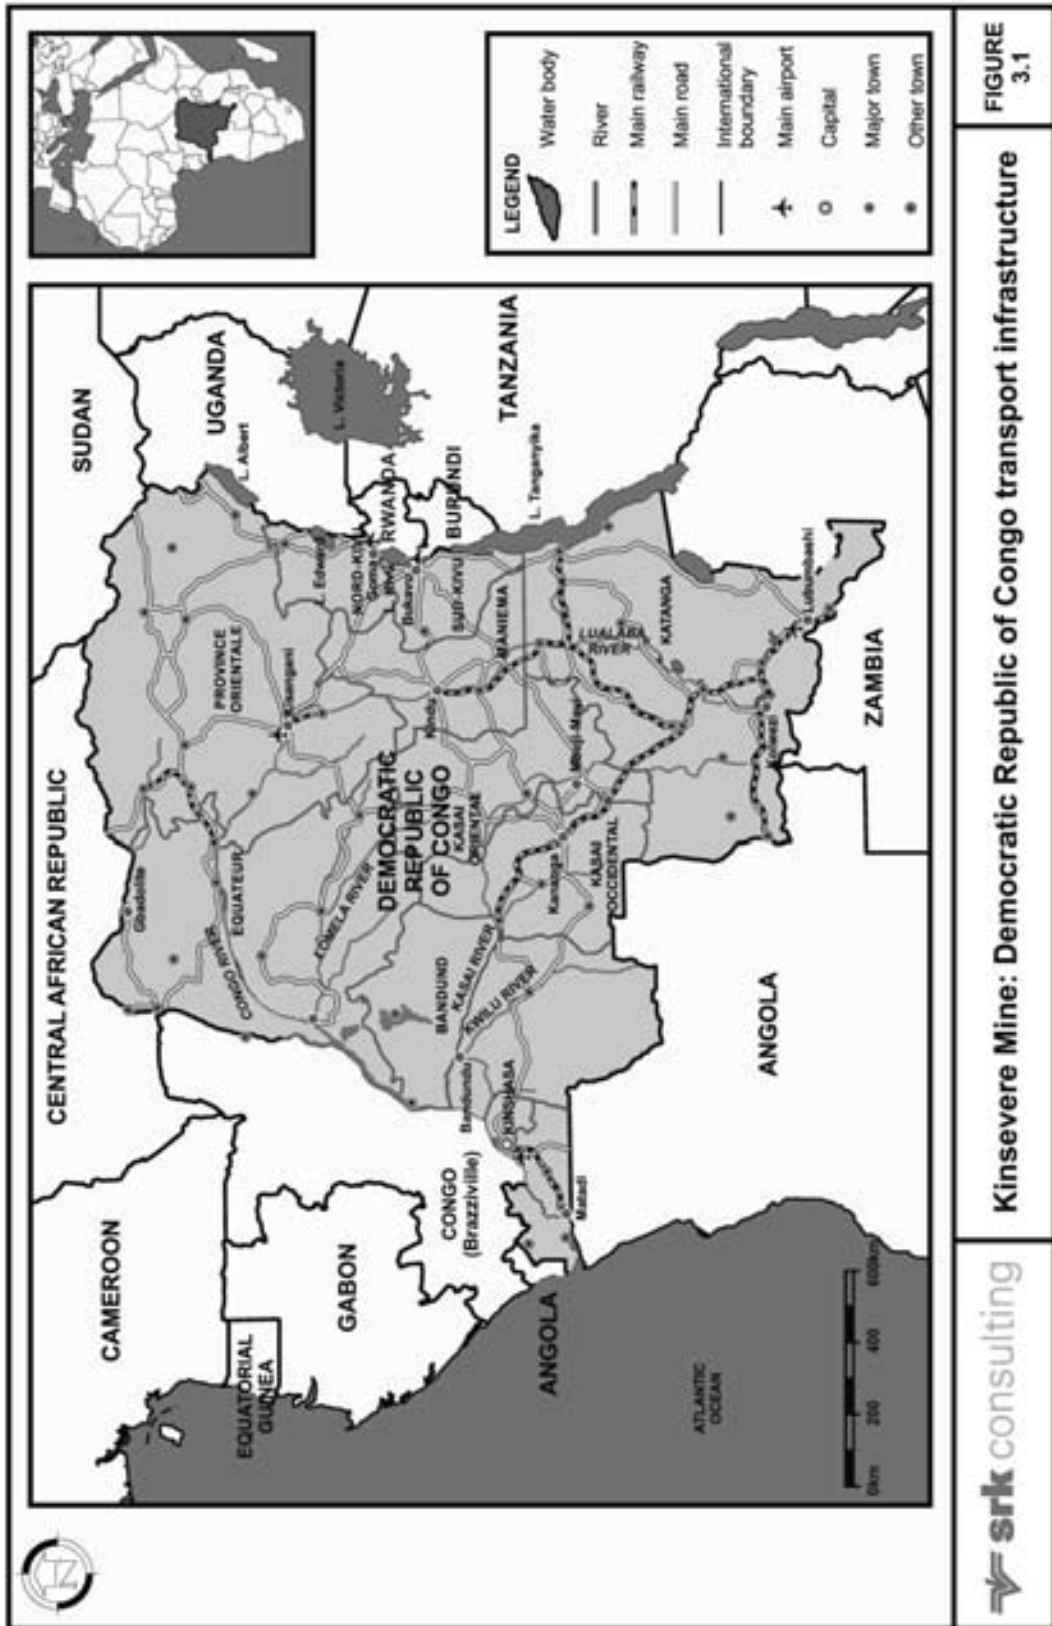 CENTRAL AFRICAN REPUBLIC
SUDAN
CAMEROON
UGANDA
EQUATORIAL
GUINEA
GABON
CONGO
(Brazzaville)
RWANDA
BURUNDI
TANZANIA
ANGOLA
ANGOLA
ZAMBIA
ATLANTIC
OCEAN
DEMOCRATIC
REPUBLIC
OF CONGO
Gbadolite
EQUATEUR
CONGO RIVER
PROVINCE
ORIENTALE
Kisangani
L. Albert
L. Victoria
NORD-KIVU
Goma
Bukavu
SUD-KIVU
MANIEMA
Kindu
L. Tanganyika
LOMELA RIVER
KASAI
ORIENTAE
BANDUND
KASAI RIVER
KWILU RIVER
Bandundu
KINSHASA
Matadi
Kananga
KASAI
OCCIDENTAL
Mbuji-Mayi
LUALABA
RIVER
KATANGA
Kolwezi
Lubumbashi
0km
200
400
600km
LEGEND
Water body
River
Main railway
Main road
International
boundary
Main airport
Capital
Major town
Other town
N
srk consulting
Kinsevere Mine: Democratic Republic of Congo transport infrastructure
FIGURE
3.1